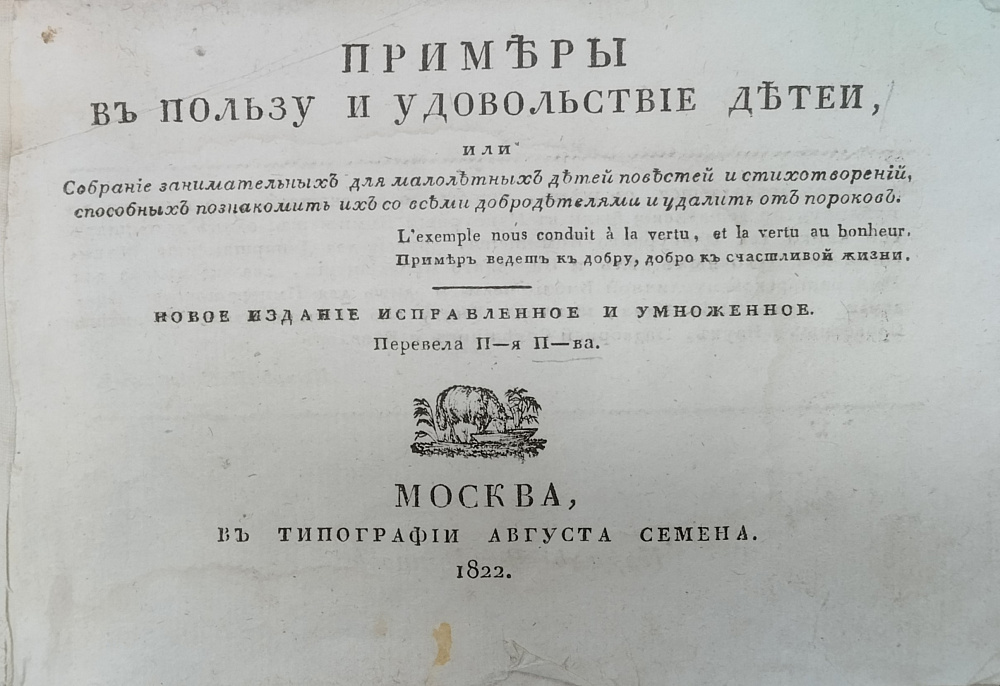 ПРИМѢРЫ
ВЪ ПОЛЬЗУ И УДОВОЛЬСТВІЕ ДѢТЕИ,
или
Собраніе занимательныхъ для малолѣтныхъ дѣтей повѣстей и стихотвореній,
способныхъ познакомить ихъ со всѣми добродѣтелями и удалить отъ пороковъ.
L'exemple nous conduit à la vertu, et la vertu au bonheur.
Примѣръ ведетъ къ добру, добро къ счастливой жизни.
НОВОЕ ИЗДАНІЕ ИСПРАВЛЕННОЕ И УМНОЖЕННОЕ.
Перевела П—я П—ва.
МОСКВА,
ВЪ ТИПОГРАФІИ АВГУСТА СЕМЕНА.
1822.